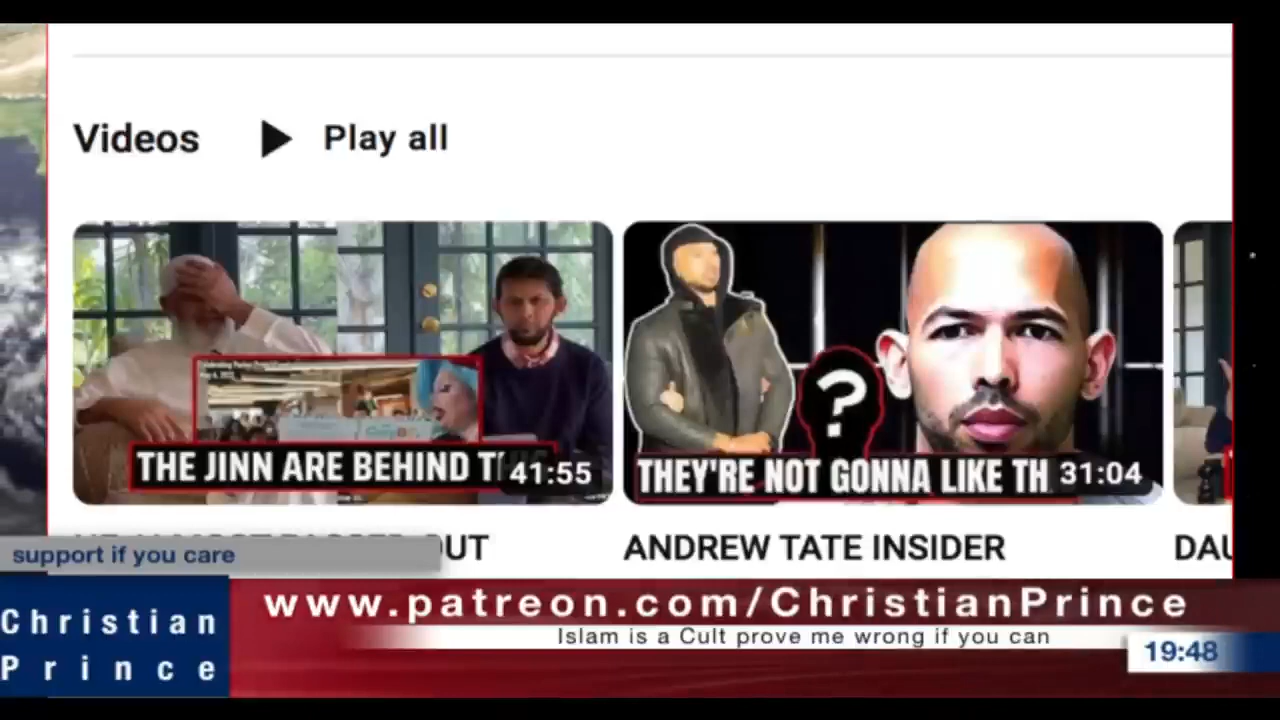 Videos
Play all
THE JINN ARE BEHIND
41:55
?
THEY'RE NOT GONNA LIKE TH
31:04
OUT
ANDREW TATE INSIDER
DAU
support if you care
Christian
Prince
www.patreon.com/ChristianPrince
Islam is a Cult prove me wrong if you can
19:48